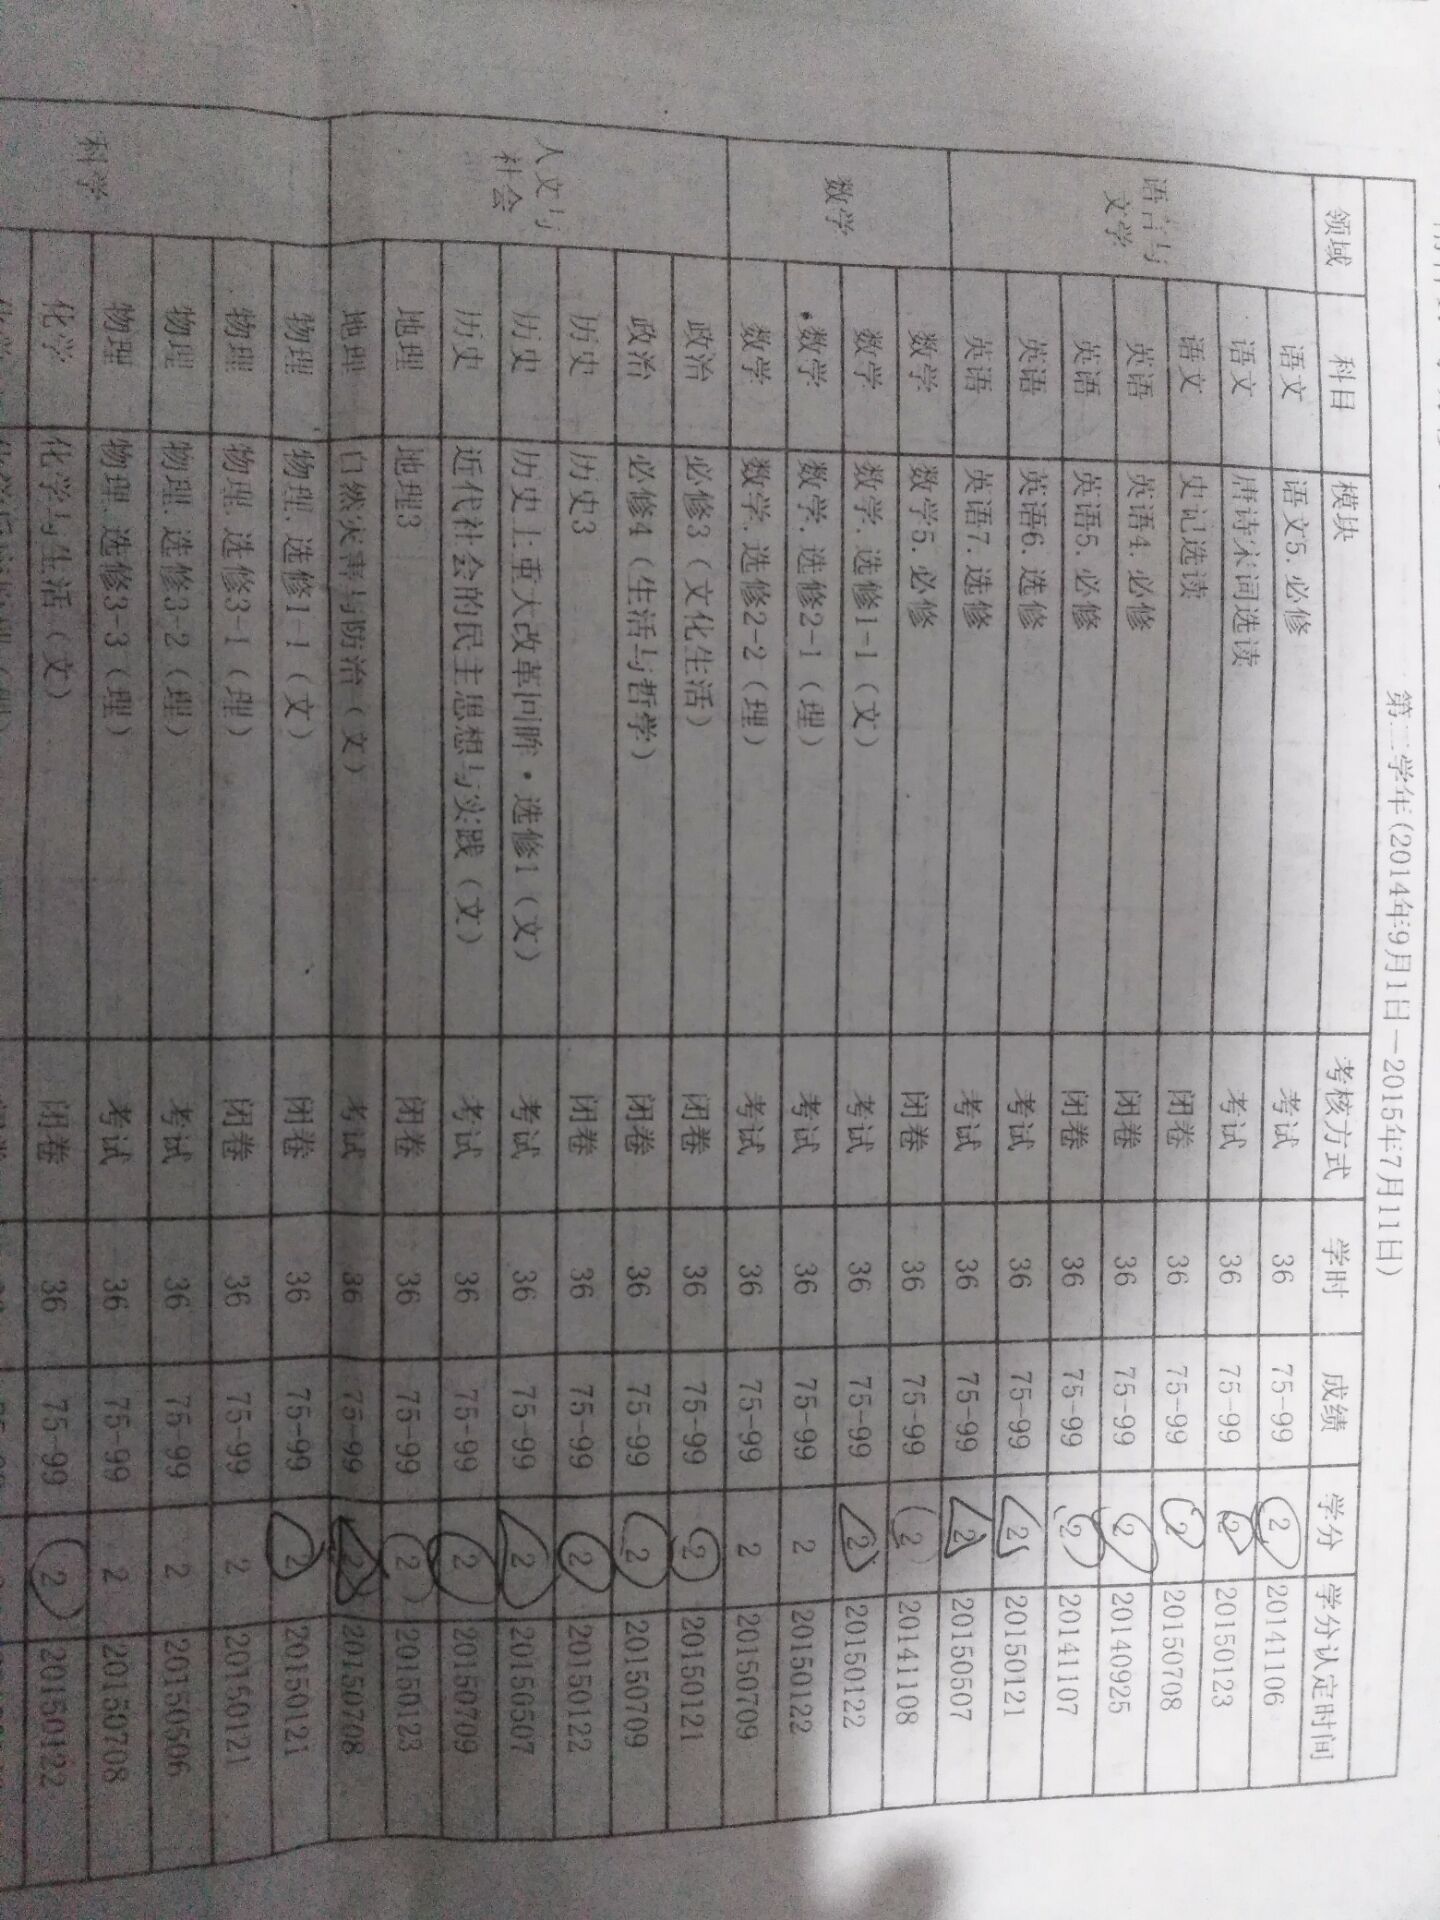 第二学年(2014年9月1日—2015年7月11日)
领域 科目 模块 考核方式 学时 成绩 学分 学分认定时间
语言与文学 语文 语文5.必修 考试 36 75-99 2 20141106
语文 唐诗宋词选读 考试 36 75-99 2 20150123
语文 史记选读 闭卷 36 75-99 2 20150708
英语 英语4.必修 闭卷 36 75-99 2 20140925
英语 英语5.必修 闭卷 36 75-99 2 20141107
英语 英语6.选修 考试 36 75-99 2 20150121
英语 英语7.选修 考试 36 75-99 2 20150507
数学 数学 数学5.必修 闭卷 36 75-99 2 20141108
数学 数学.选修1-1(文) 考试 36 75-99 2 20150122
数学 数学.选修2-1(理) 考试 36 75-99 2 20150122
数学 数学.选修2-2(理) 考试 36 75-99 2 20150709
人文与社会 政治 必修3(文化生活) 闭卷 36 75-99 2 20150121
政治 必修4(生活与哲学) 闭卷 36 75-99 2 20150709
历史 历史3 闭卷 36 75-99 2 20150122
历史 历史上重大改革回眸·选修1(文) 考试 36 75-99 2 20150507
历史 近代社会的民主思想与实践(文) 考试 36 75-99 2 20150709
地理 地理3 闭卷 36 75-99 2 20150123
地理 自然灾害与防治(文) 考试 36 75-99 2 20150708
科学 物理 物理.选修1-1(文) 闭卷 36 75-99 2 20150121
物理 物理.选修3-1(理) 闭卷 36 75-99 2 20150121
物理 物理.选修3-2(理) 考试 36 75-99 2 20150506
物理 物理.选修3-3(理) 考试 36 75-99 2 20150708
化学 化学与生活(文) 闭卷 36 75-99 2 20150122